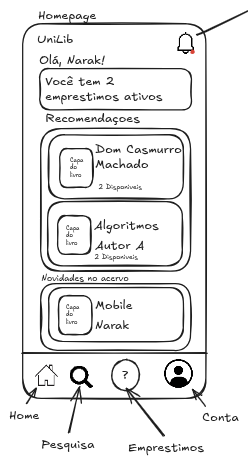 Homepage
UniLib
Olá, Narak!
Você tem 2
emprestimos ativos
Recomendaçoes
Capa
do
livro
Dom Casmurro
Machado
2 Disponiveis
Capa
do
livro
Algoritmos
Autor A
2 Disponiveis
Novidades no acervo
Capa
do
livro
Mobile
Narak
?
Home
Pesquisa
Emprestimos
Conta